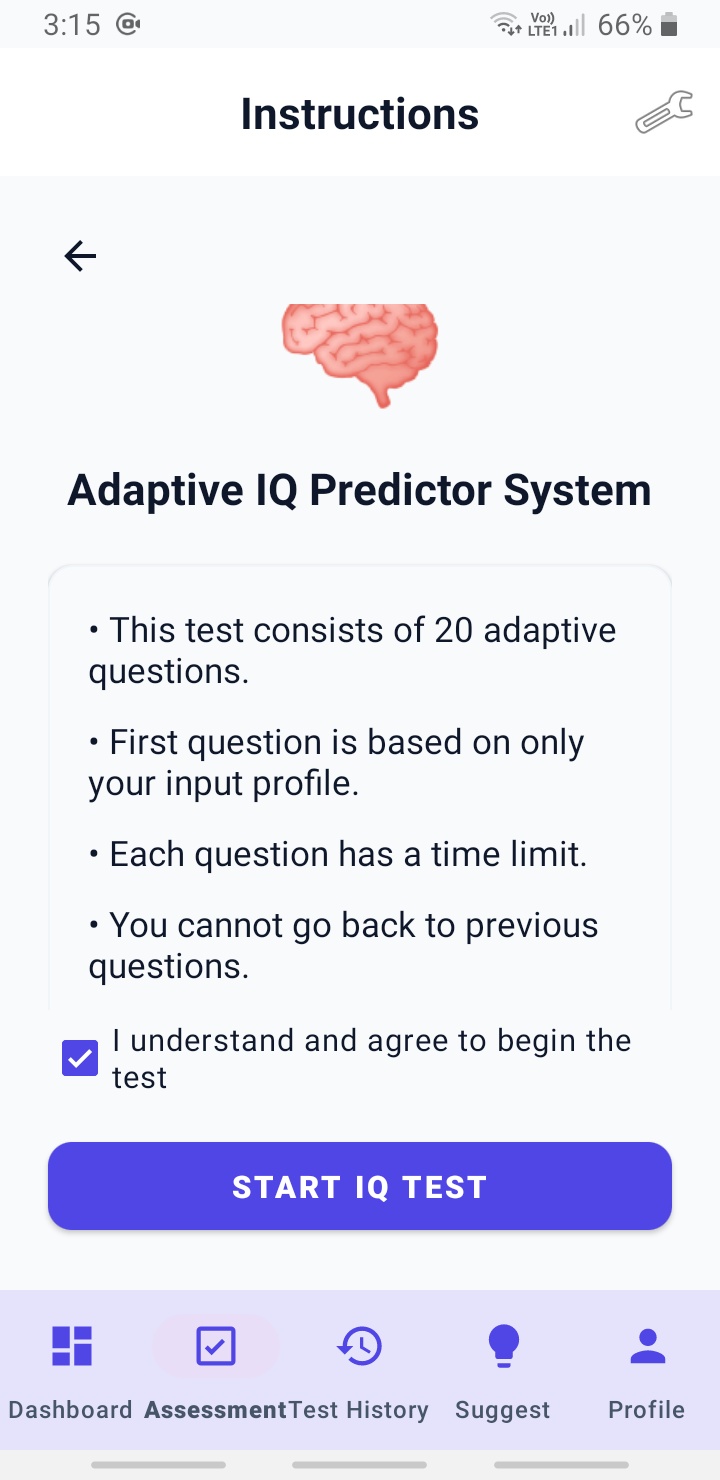 3:15
Vo)) LTE1 66%
Instructions
Adaptive IQ Predictor System
• This test consists of 20 adaptive
questions.
• First question is based on only
your input profile.
• Each question has a time limit.
• You cannot go back to previous
questions.
I understand and agree to begin the
test
START IQ TEST
Dashboard Assessment Test History Suggest Profile